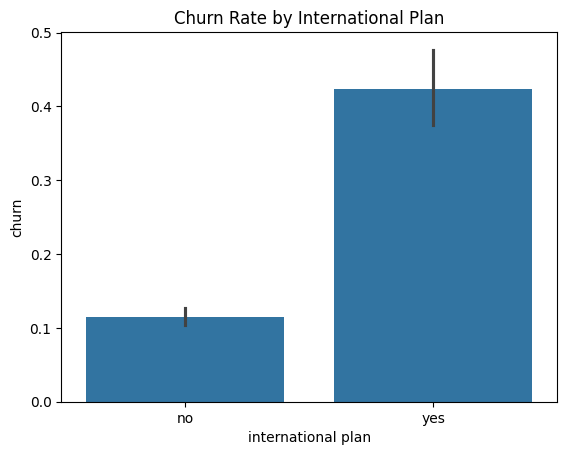 Churn Rate by International Plan
0.5
0.4
0.3
0.2
0.1
0.0
churn
no yes
international plan